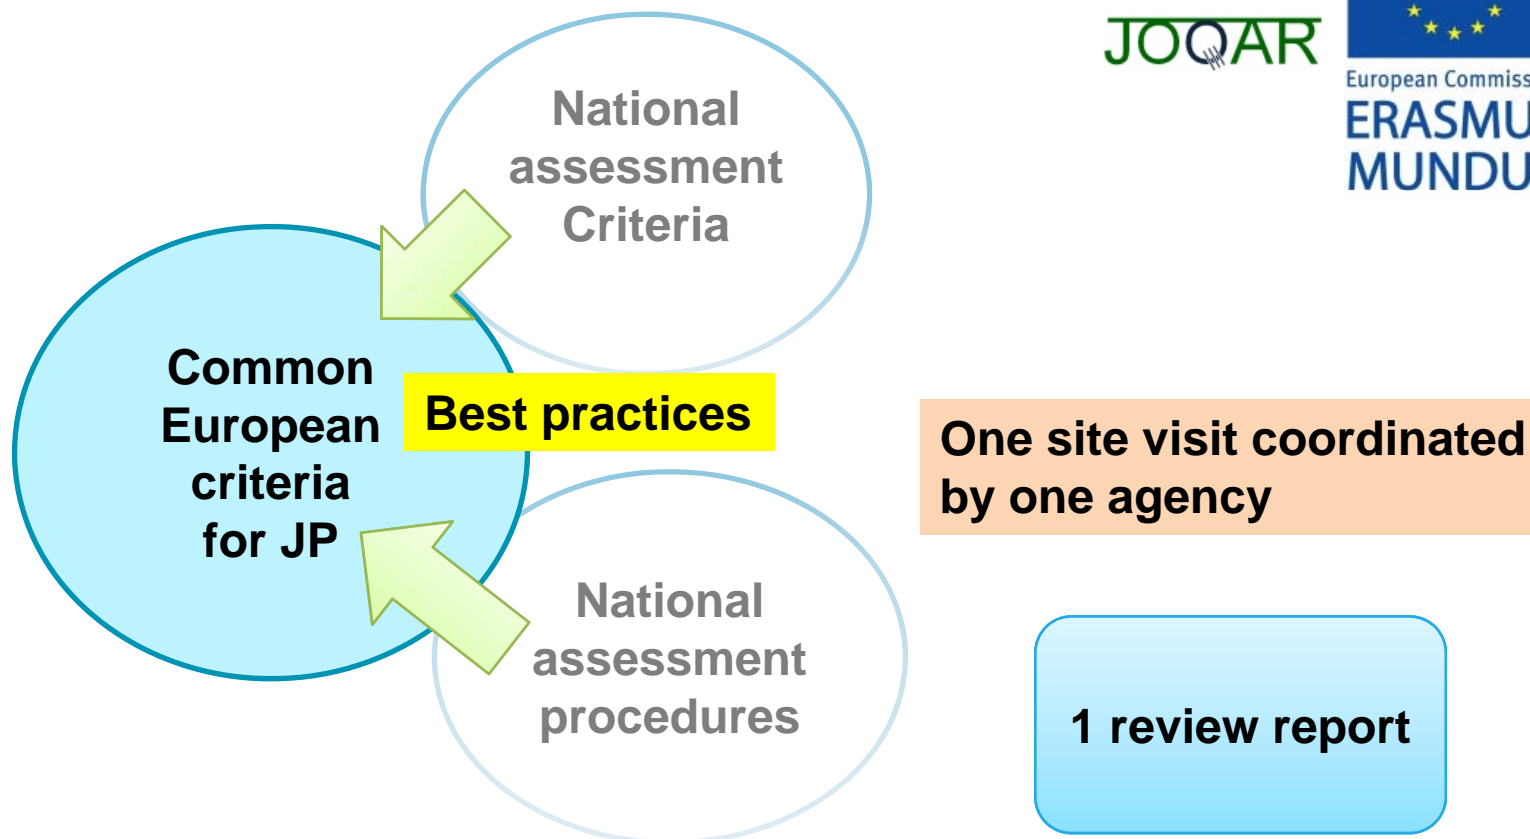 JOQAR
European Commiss
ERASMU
MUNDU
National
assessment
Criteria
Common
European
criteria
for JP
Best practices
One site visit coordinated
by one agency
National
assessment
procedures
1 review report